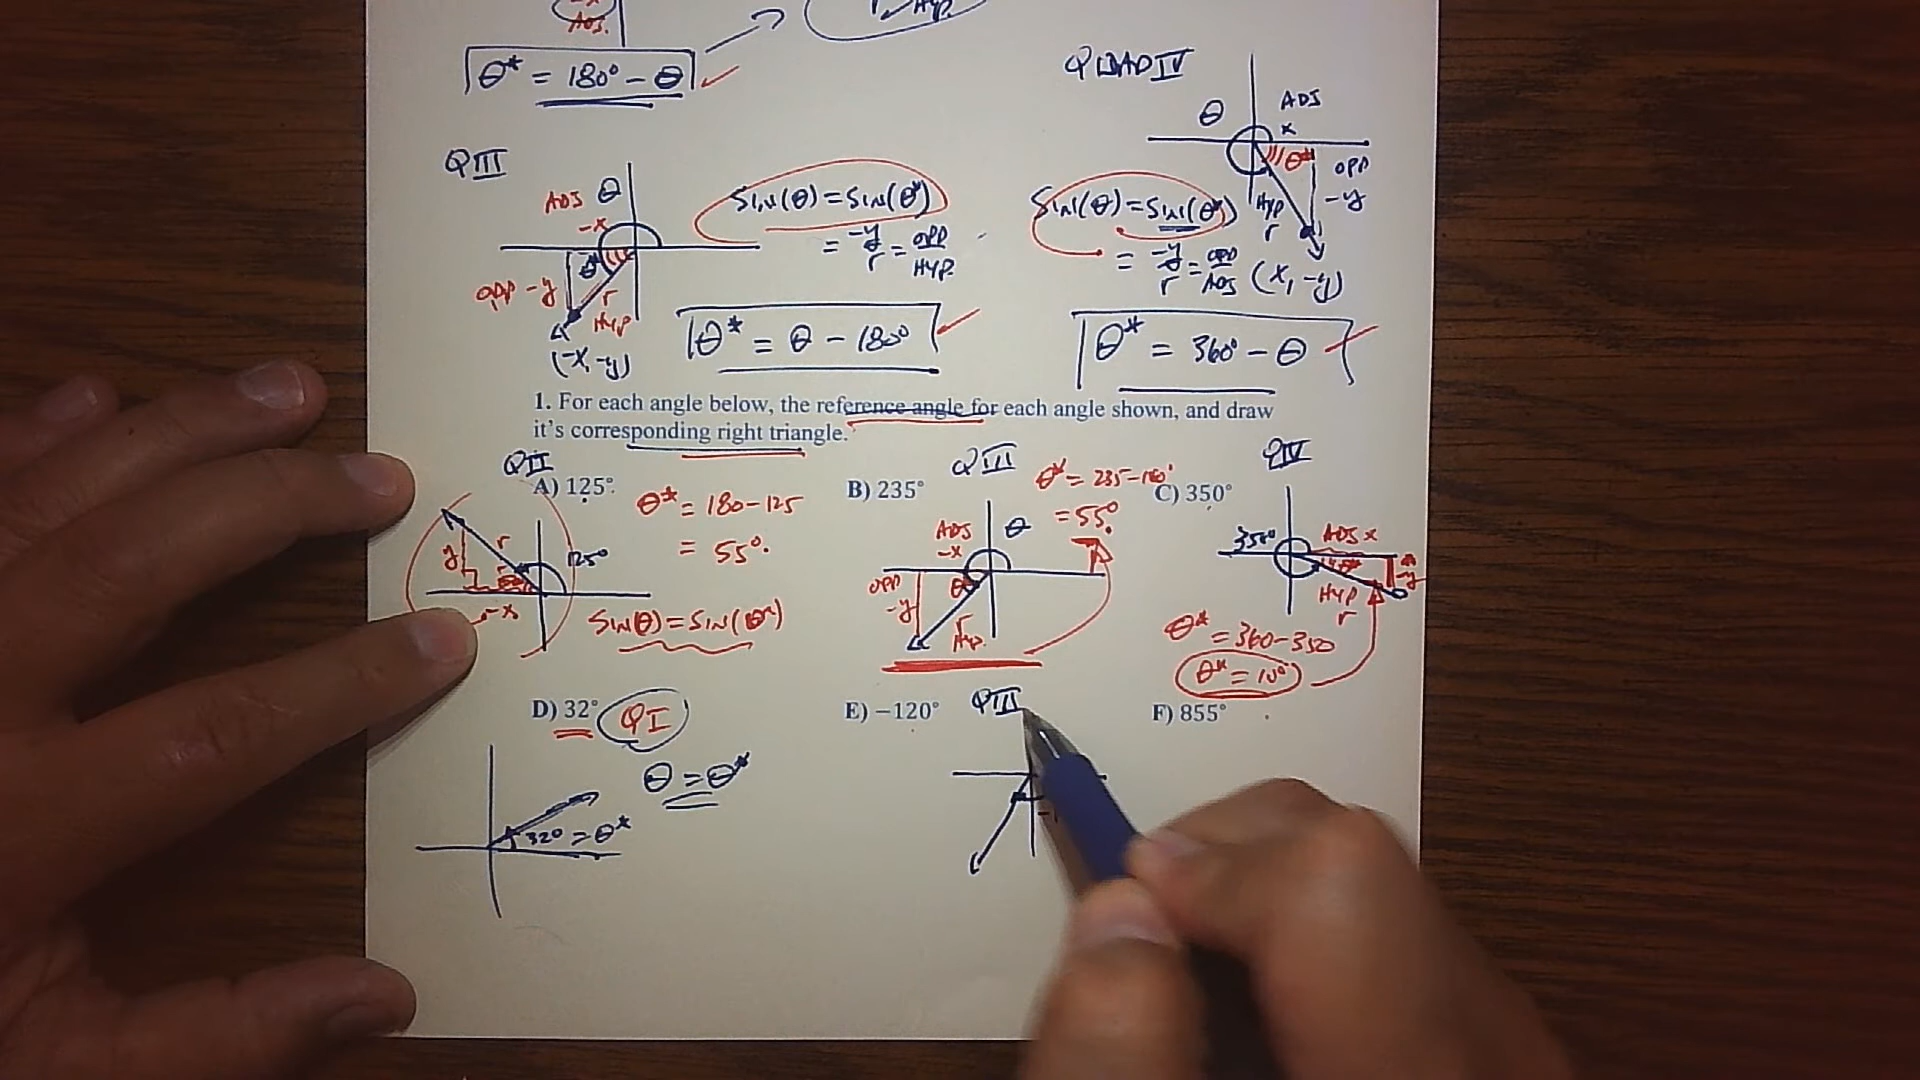 ADJ.
Hyp.
θ* = 180° − θ
QUAD IV
θ
ADJ
x
θ*
OPP
−y
Hyp
r
(x, −y)
Sin(θ) = Sin(θ*)
= −y/r = OPP/ADJ
θ* = 360° − θ
QIII
ADJ θ
−x
θ*
OPP −y
r
Hyp
(−x, −y)
Sin(θ) = Sin(θ*)
= −y/r = OPP/HYP.
θ* = θ − 180°
1. For each angle below, the reference angle for each angle shown, and draw
it's corresponding right triangle.
QII
A) 125°
θ* = 180−125
= 55°.
y
r
125°
−x
Sin(θ) = Sin(θ*)
QIII
B) 235°
θ* = 235−180°
= 55°
ADJ
−x
θ
OPP
−y
θ*
r
Hyp.
QIV
C) 350°
350°
ADJ x
−y
HYP
r
θ* = 360−350
θ* = 10°
D) 32°
QI
θ = θ*
32° = θ*
E) −120°
QIII
F) 855°